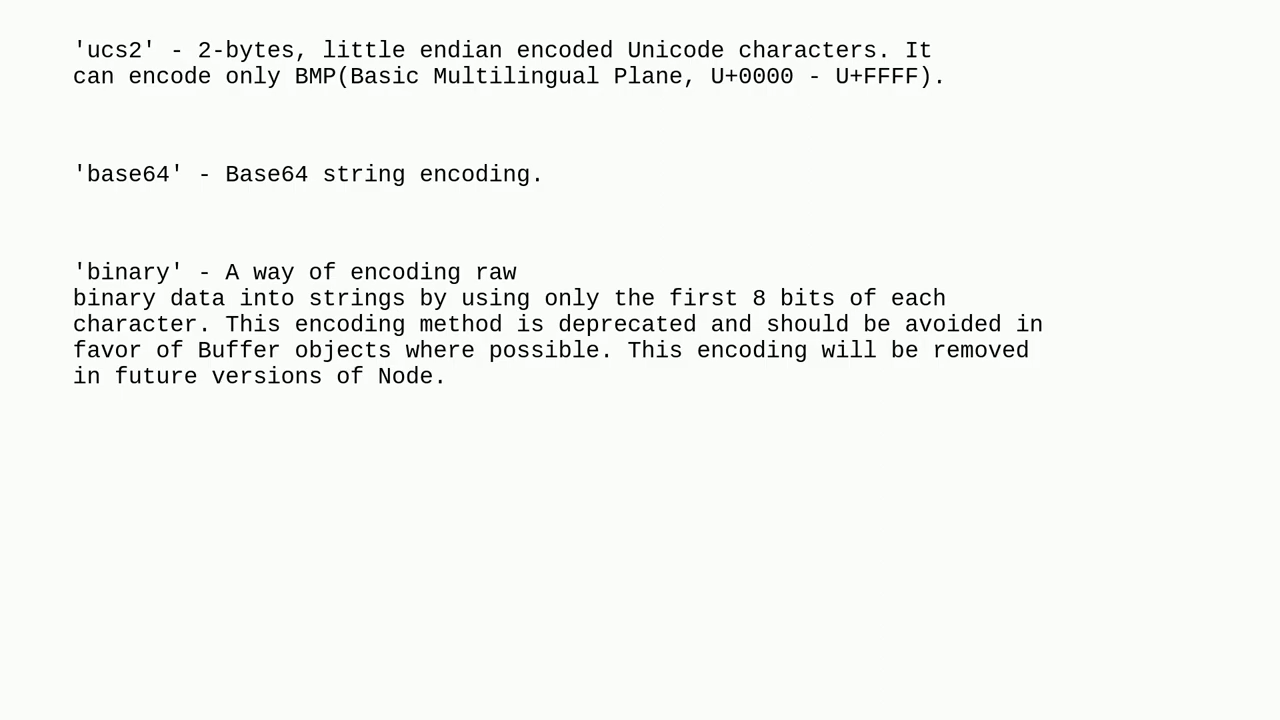 'ucs2' - 2-bytes, little endian encoded Unicode characters. It
can encode only BMP(Basic Multilingual Plane, U+0000 - U+FFFF).
'base64' - Base64 string encoding.
'binary' - A way of encoding raw
binary data into strings by using only the first 8 bits of each
character. This encoding method is deprecated and should be avoided in
favor of Buffer objects where possible. This encoding will be removed
in future versions of Node.